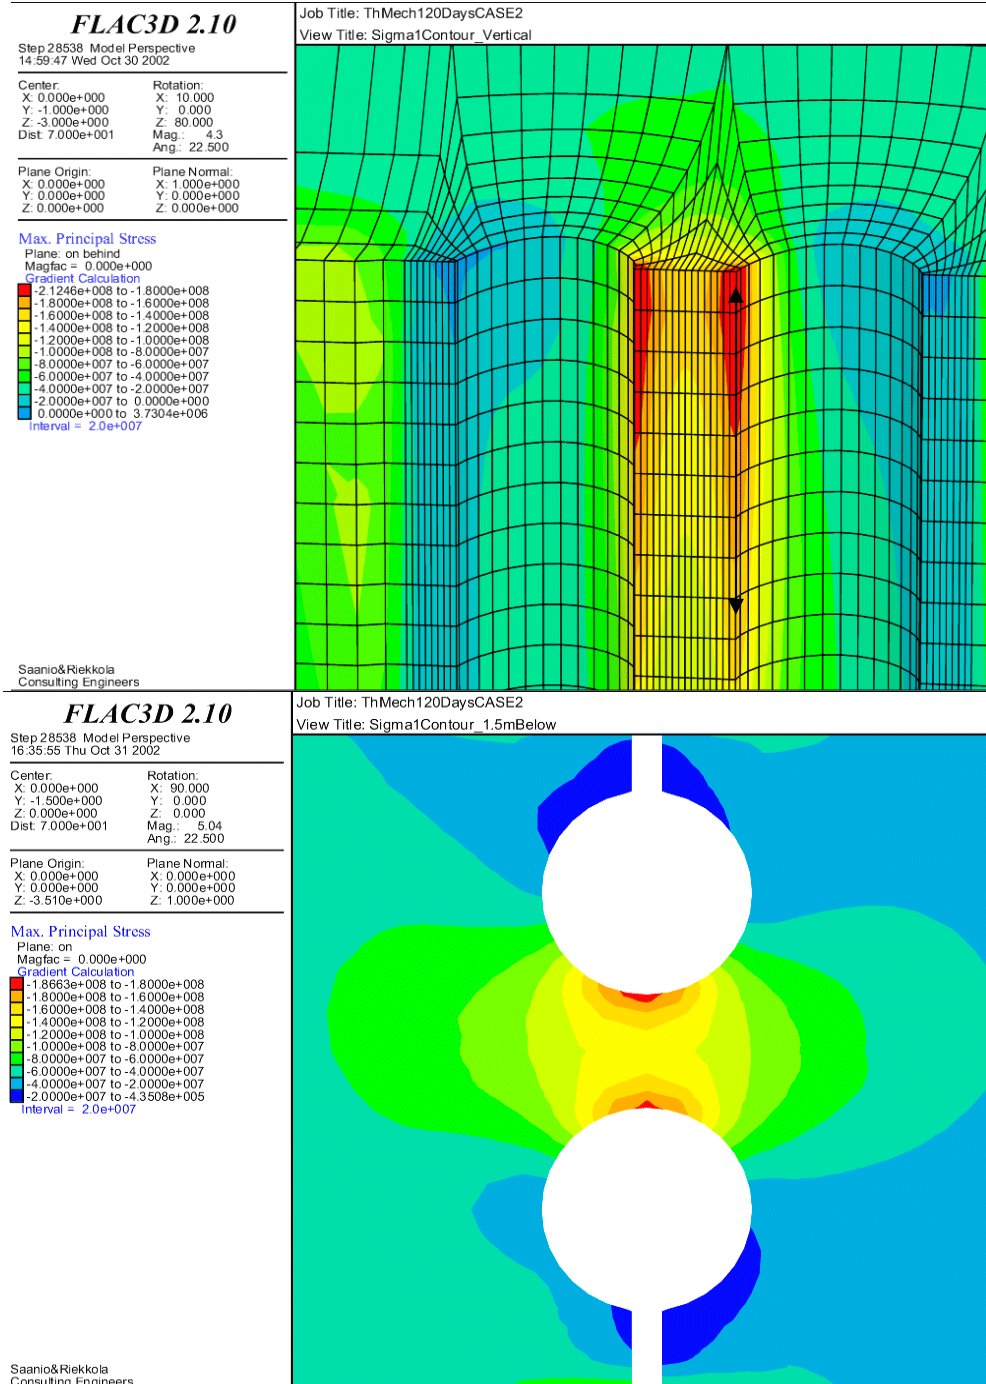 FLAC3D 2.10
Step 28538 Model Perspective
14:59:47 Wed Oct 30 2002
Center:
X: 0.000e+000
Y: -1.000e+000
Z: -3.000e+000
Dist: 7.000e+001
Rotation:
X: 10.000
Y: 0.000
Z: 80.000
Mag.: 4.3
Ang.: 22.500
Plane Origin:
X: 0.000e+000
Y: 0.000e+000
Z: 0.000e+000
Plane Normal:
X: 1.000e+000
Y: 0.000e+000
Z: 0.000e+000
Max. Principal Stress
Plane: on behind
Magfac = 0.000e+000
Gradient Calculation
-2.1246e+008 to -1.8000e+008
-1.8000e+008 to -1.6000e+008
-1.6000e+008 to -1.4000e+008
-1.4000e+008 to -1.2000e+008
-1.2000e+008 to -1.0000e+008
-1.0000e+008 to -8.0000e+007
-8.0000e+007 to -6.0000e+007
-6.0000e+007 to -4.0000e+007
-4.0000e+007 to -2.0000e+007
-2.0000e+007 to 0.0000e+000
0.0000e+000 to 3.7304e+006
Interval = 2.0e+007
Saanio&Riekkola
Consulting Engineers
Job Title: ThMech120DaysCASE2
View Title: Sigma1Contour_Vertical
FLAC3D 2.10
Step 28538 Model Perspective
16:35:55 Thu Oct 31 2002
Center:
X: 0.000e+000
Y: -1.500e+000
Z: 0.000e+000
Dist: 7.000e+001
Rotation:
X: 90.000
Y: 0.000
Z: 0.000
Mag.: 5.04
Ang.: 22.500
Plane Origin:
X: 0.000e+000
Y: 0.000e+000
Z: -3.510e+000
Plane Normal:
X: 0.000e+000
Y: 0.000e+000
Z: 1.000e+000
Max. Principal Stress
Plane: on
Magfac = 0.000e+000
Gradient Calculation
-1.8663e+008 to -1.8000e+008
-1.8000e+008 to -1.6000e+008
-1.6000e+008 to -1.4000e+008
-1.4000e+008 to -1.2000e+008
-1.2000e+008 to -1.0000e+008
-1.0000e+008 to -8.0000e+007
-8.0000e+007 to -6.0000e+007
-6.0000e+007 to -4.0000e+007
-4.0000e+007 to -2.0000e+007
-2.0000e+007 to -4.3508e+005
Interval = 2.0e+007
Saanio&Riekkola
Consulting Engineers
Job Title: ThMech120DaysCASE2
View Title: Sigma1Contour_1.5mBelow